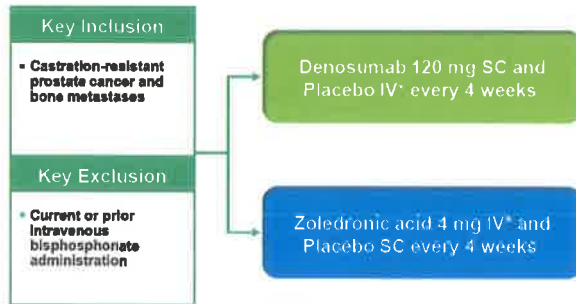 Key Inclusion
▪ Castration-resistant
prostate cancer and
bone metastases
Key Exclusion
• Current or prior
intravenous
bisphosphonate
administration
Denosumab 120 mg SC and
Placebo IV* every 4 weeks
Zoledronic acid 4 mg IV* and
Placebo SC every 4 weeks